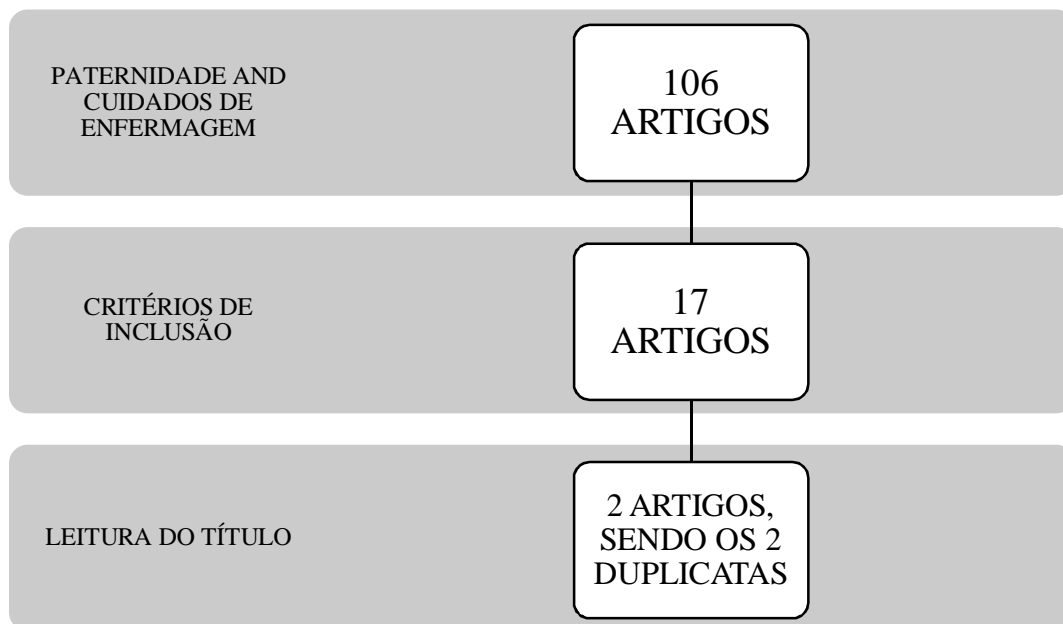 PATERNIDADE AND
CUIDADOS DE
ENFERMAGEM
106
ARTIGOS
CRITÉRIOS DE
INCLUSÃO
17
ARTIGOS
LEITURA DO TÍTULO
2 ARTIGOS,
SENDO OS 2
DUPLICATAS